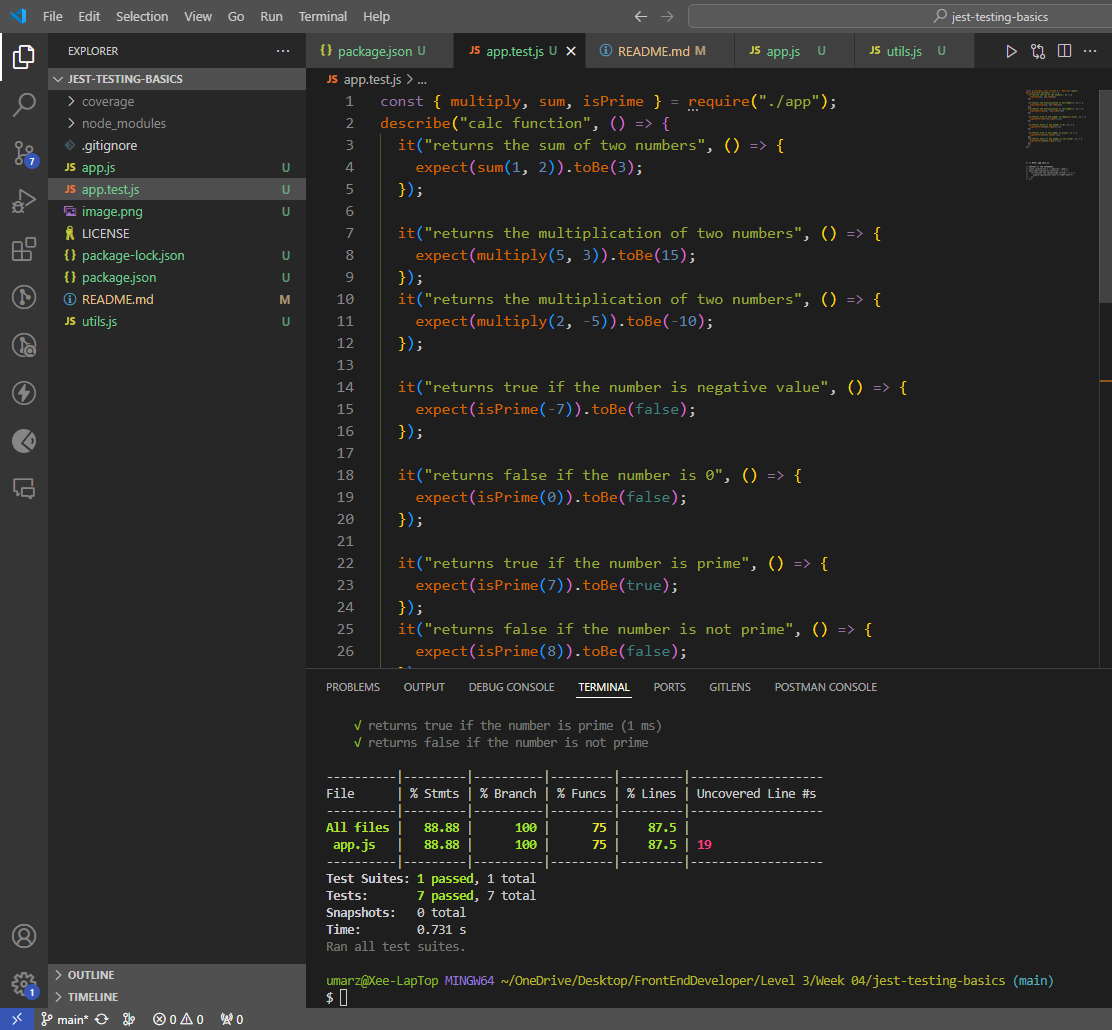 File Edit Selection View Go Run Terminal Help ← → jest-testing-basics
EXPLORER ...
JEST-TESTING-BASICS
coverage
node_modules
.gitignore
JS app.js U
JS app.test.js U
image.png U
LICENSE
{} package-lock.json U
{} package.json U
README.md M
JS utils.js U
OUTLINE
TIMELINE
7
1
{} package.json U JS app.test.js U × README.md M JS app.js U JS utils.js U ...
JS app.test.js > ...
1 const { multiply, sum, isPrime } = require("./app");
2 describe("calc function", () => {
3 it("returns the sum of two numbers", () => {
4 expect(sum(1, 2)).toBe(3);
5 });
6
7 it("returns the multiplication of two numbers", () => {
8 expect(multiply(5, 3)).toBe(15);
9 });
10 it("returns the multiplication of two numbers", () => {
11 expect(multiply(2, -5)).toBe(-10);
12 });
13
14 it("returns true if the number is negative value", () => {
15 expect(isPrime(-7)).toBe(false);
16 });
17
18 it("returns false if the number is 0", () => {
19 expect(isPrime(0)).toBe(false);
20 });
21
22 it("returns true if the number is prime", () => {
23 expect(isPrime(7)).toBe(true);
24 });
25 it("returns false if the number is not prime", () => {
26 expect(isPrime(8)).toBe(false);
PROBLEMS OUTPUT DEBUG CONSOLE TERMINAL PORTS GITLENS POSTMAN CONSOLE
√ returns true if the number is prime (1 ms)
√ returns false if the number is not prime
----------|---------|----------|---------|---------|-------------------
File | % Stmts | % Branch | % Funcs | % Lines | Uncovered Line #s
----------|---------|----------|---------|---------|-------------------
All files | 88.88 | 100 | 75 | 87.5 |
app.js | 88.88 | 100 | 75 | 87.5 | 19
----------|---------|----------|---------|---------|-------------------
Test Suites: 1 passed, 1 total
Tests: 7 passed, 7 total
Snapshots: 0 total
Time: 0.731 s
Ran all test suites.
umarz@Xee-LapTop MINGW64 ~/OneDrive/Desktop/FrontEndDeveloper/Level 3/Week 04/jest-testing-basics (main)
$
main* 0 0 0